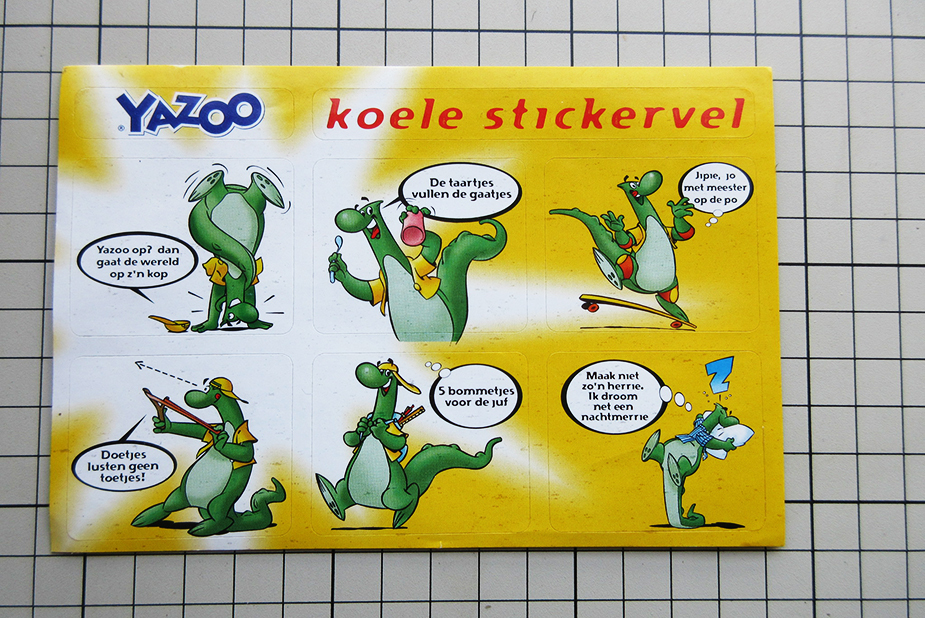 YAZOO
®
koele stickervel
Yazoo op? dan
gaat de wereld
op z'n kop
De taartjes
vullen de gaatjes
Jipie, jo
met meester
op de po
Doetjes
lusten geen
toetjes!
5 bommetjes
voor de juf
Maak niet
zo'n herrie.
Ik droom
net een
nachtmerrie
Z